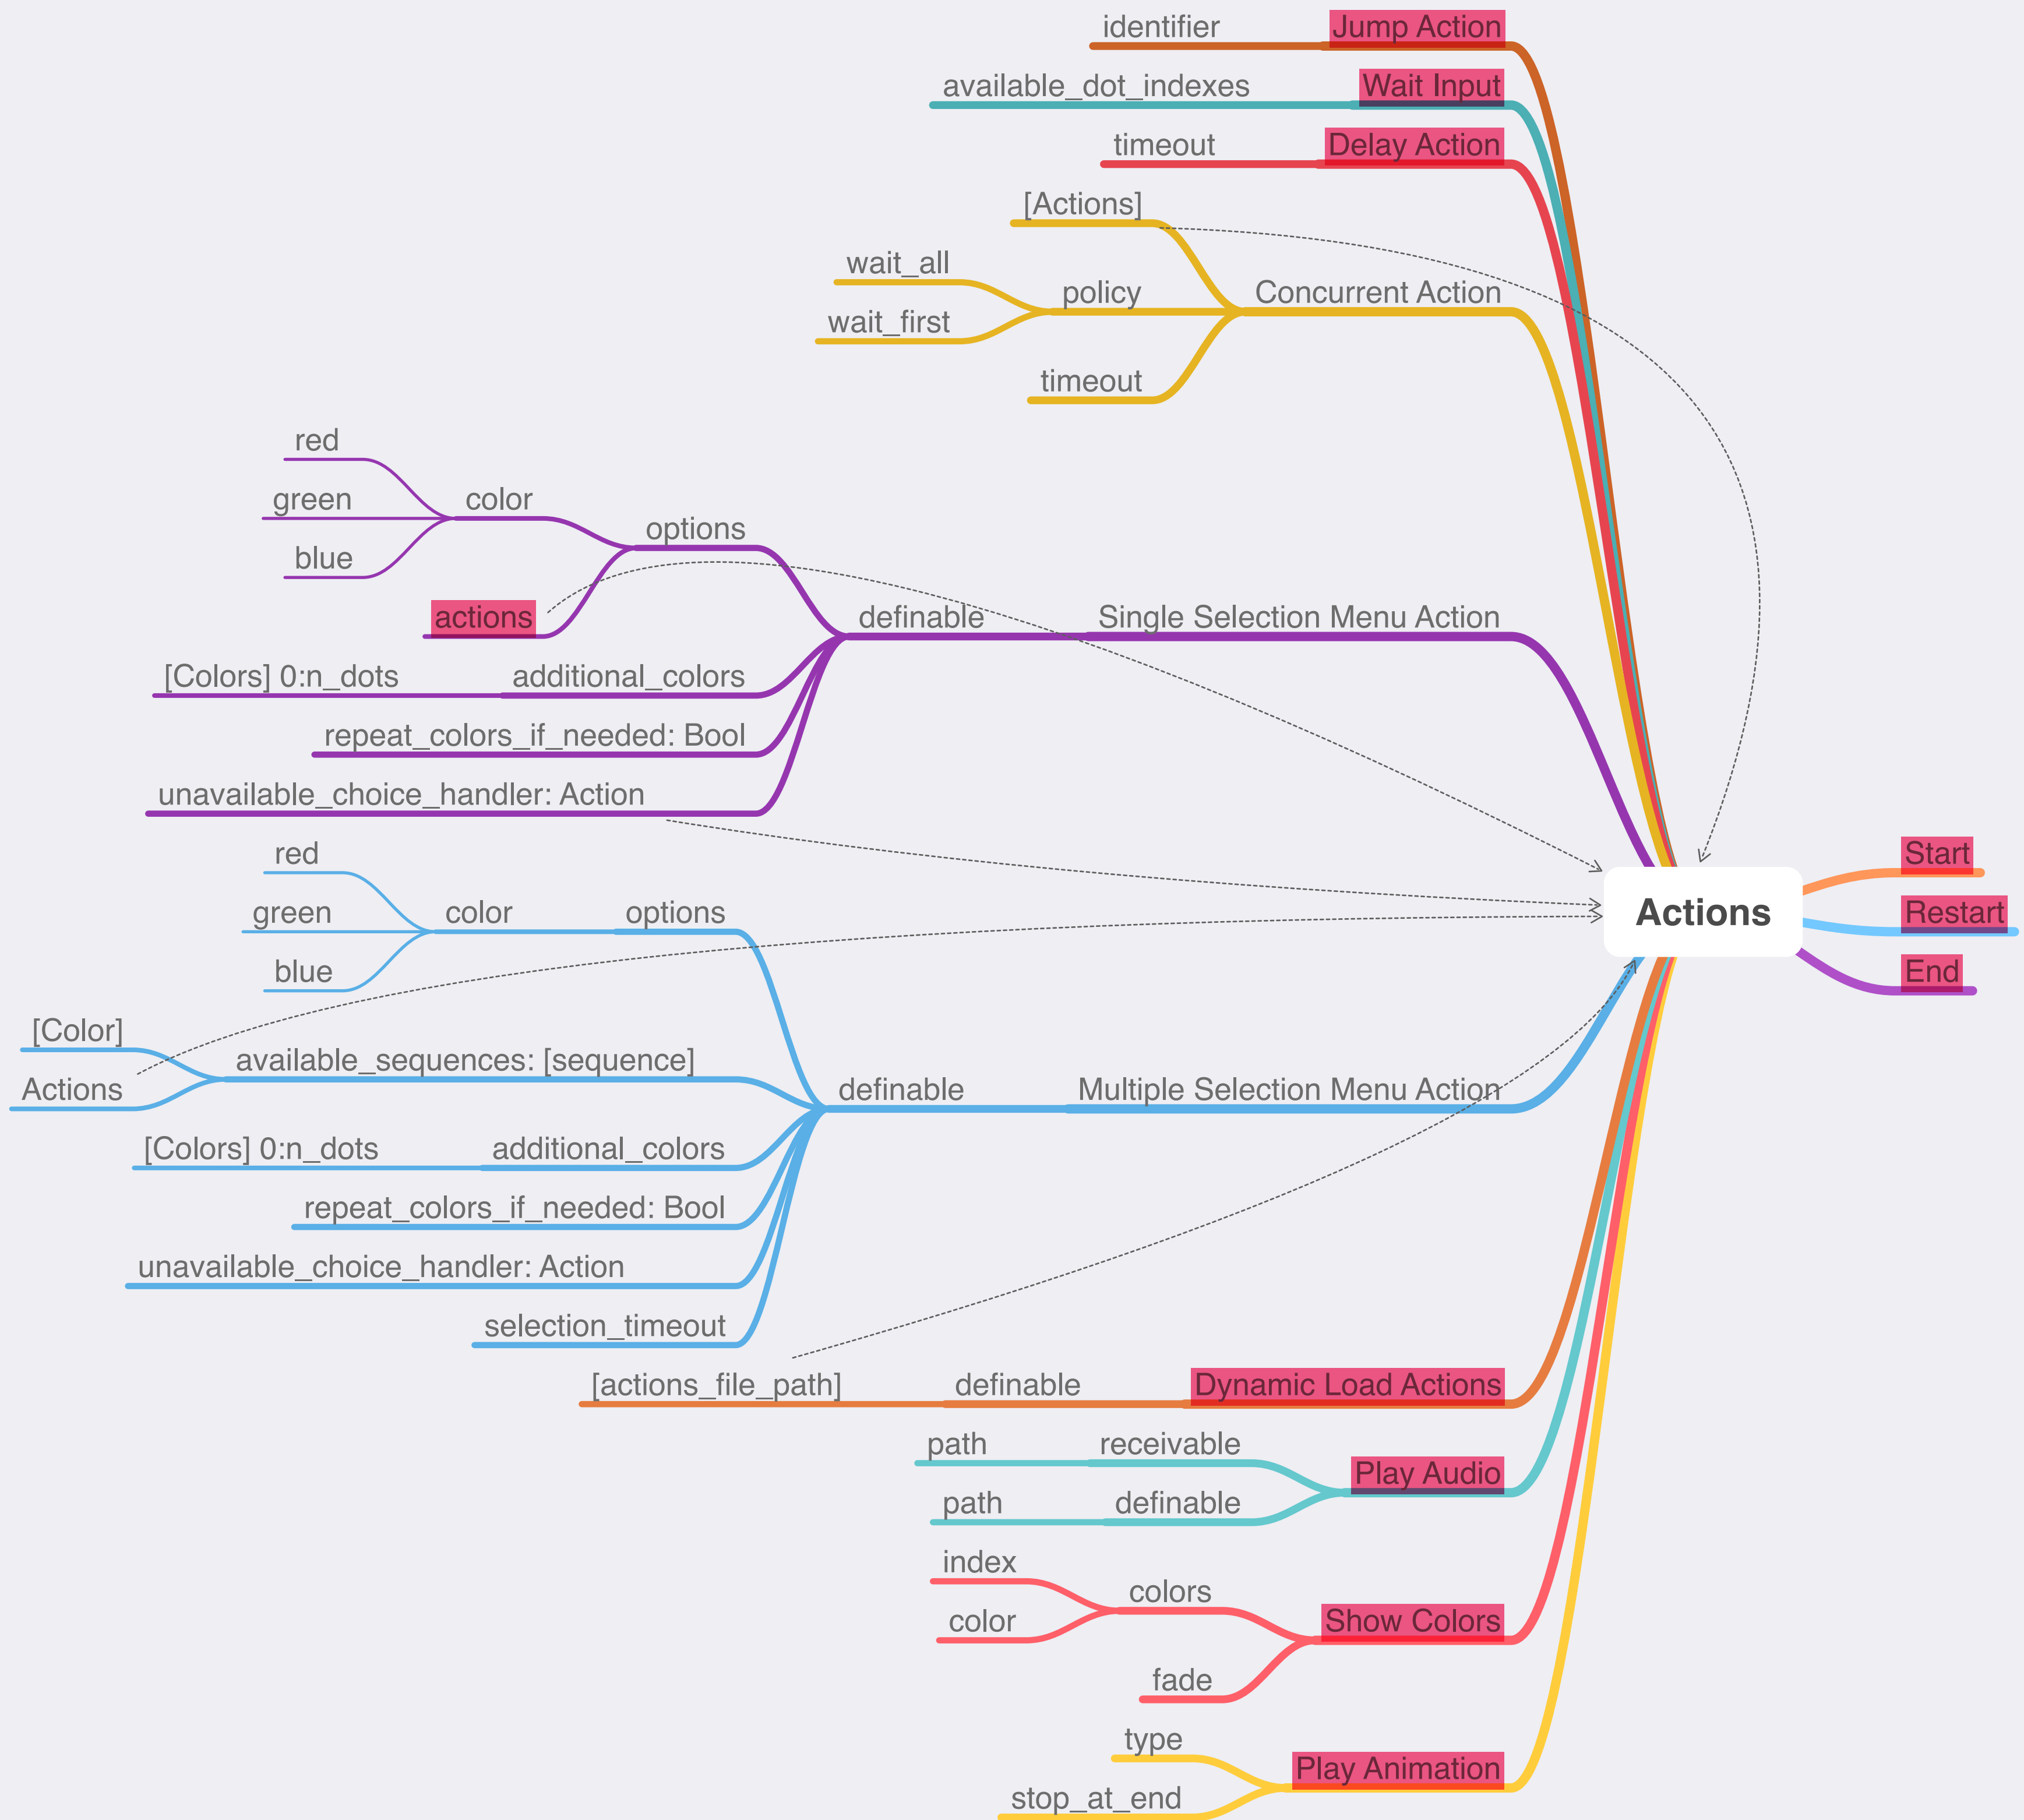 identifier
Jump Action
available_dot_indexes
Wait Input
timeout
Delay Action
[Actions]
wait_all
policy
Concurrent Action
wait_first
timeout
red
green
color
options
blue
actions
definable
Single Selection Menu Action
[Colors] 0:n_dots
additional_colors
repeat_colors_if_needed: Bool
unavailable_choice_handler: Action
red
green
color
options
blue
[Color]
available_sequences: [sequence]
Actions
definable
Multiple Selection Menu Action
[Colors] 0:n_dots
additional_colors
repeat_colors_if_needed: Bool
unavailable_choice_handler: Action
selection_timeout
[actions_file_path]
definable
Dynamic Load Actions
path
receivable
Play Audio
path
definable
index
colors
color
Show Colors
fade
type
Play Animation
stop_at_end
Actions
Start
Restart
End